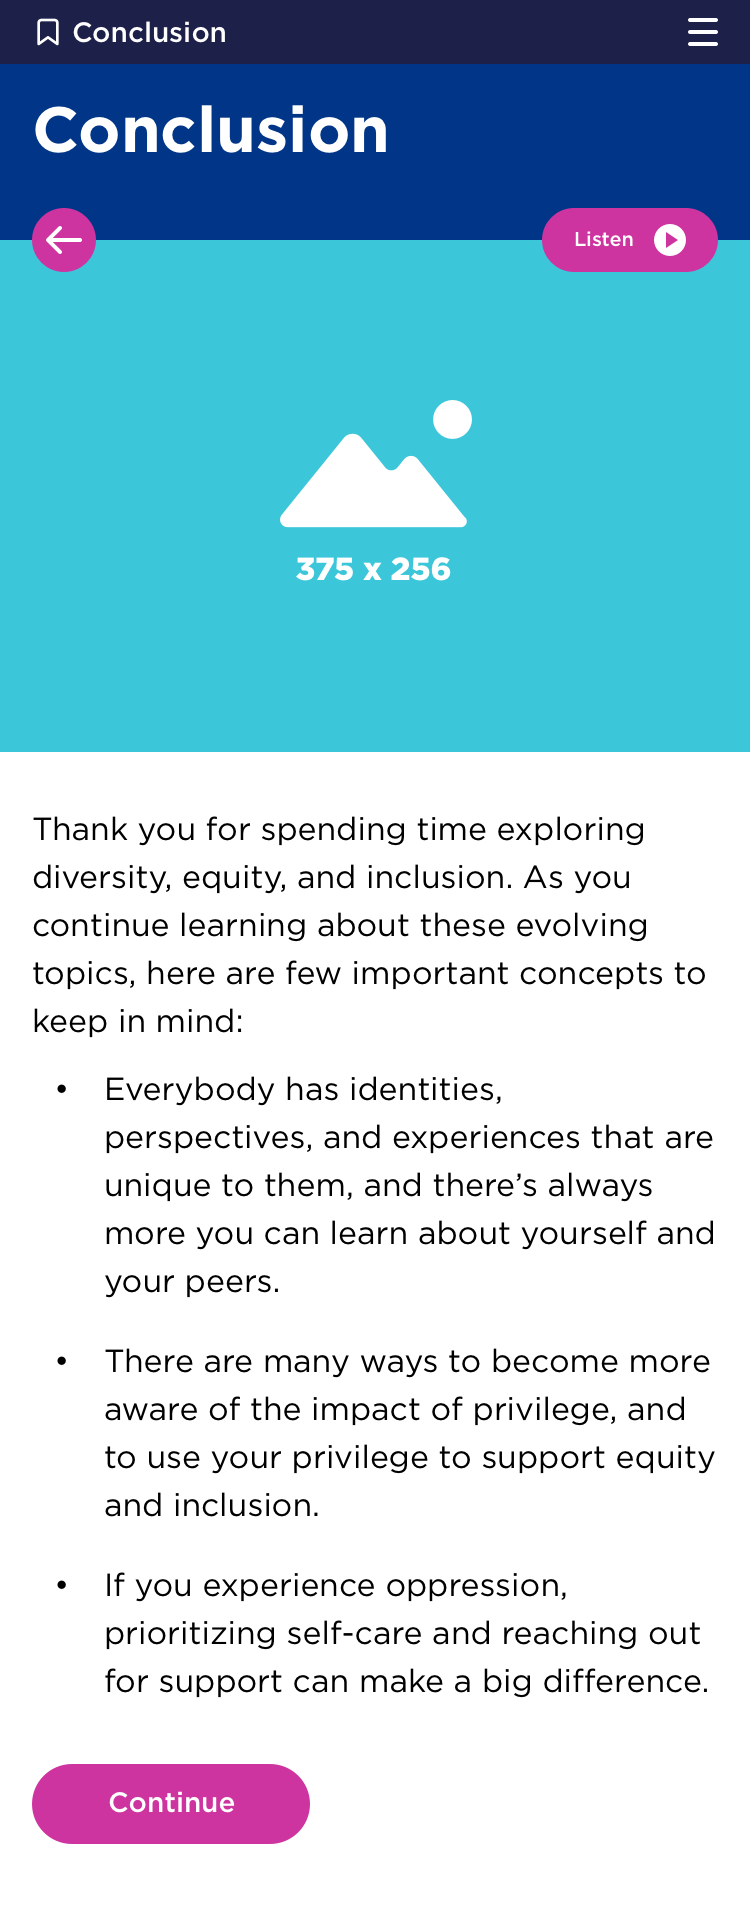 Conclusion
Conclusion
Listen
375 x 256
Thank you for spending time exploring
diversity, equity, and inclusion. As you
continue learning about these evolving
topics, here are few important concepts to
keep in mind:
• Everybody has identities,
perspectives, and experiences that are
unique to them, and there’s always
more you can learn about yourself and
your peers.
• There are many ways to become more
aware of the impact of privilege, and
to use your privilege to support equity
and inclusion.
• If you experience oppression,
prioritizing self-care and reaching out
for support can make a big difference.
Continue